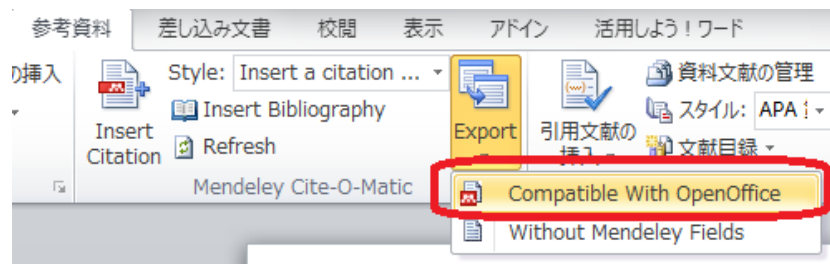 参考資料 差し込み文書 校閲 表示 アドイン 活用しよう！ワード
の挿入
Insert Citation
Style: Insert a citation ...
Insert Bibliography
Refresh
Mendeley Cite-O-Matic
Export
引用文献の
挿入
資料文献の管理
スタイル: APA
文献目録
Compatible With OpenOffice
Without Mendeley Fields